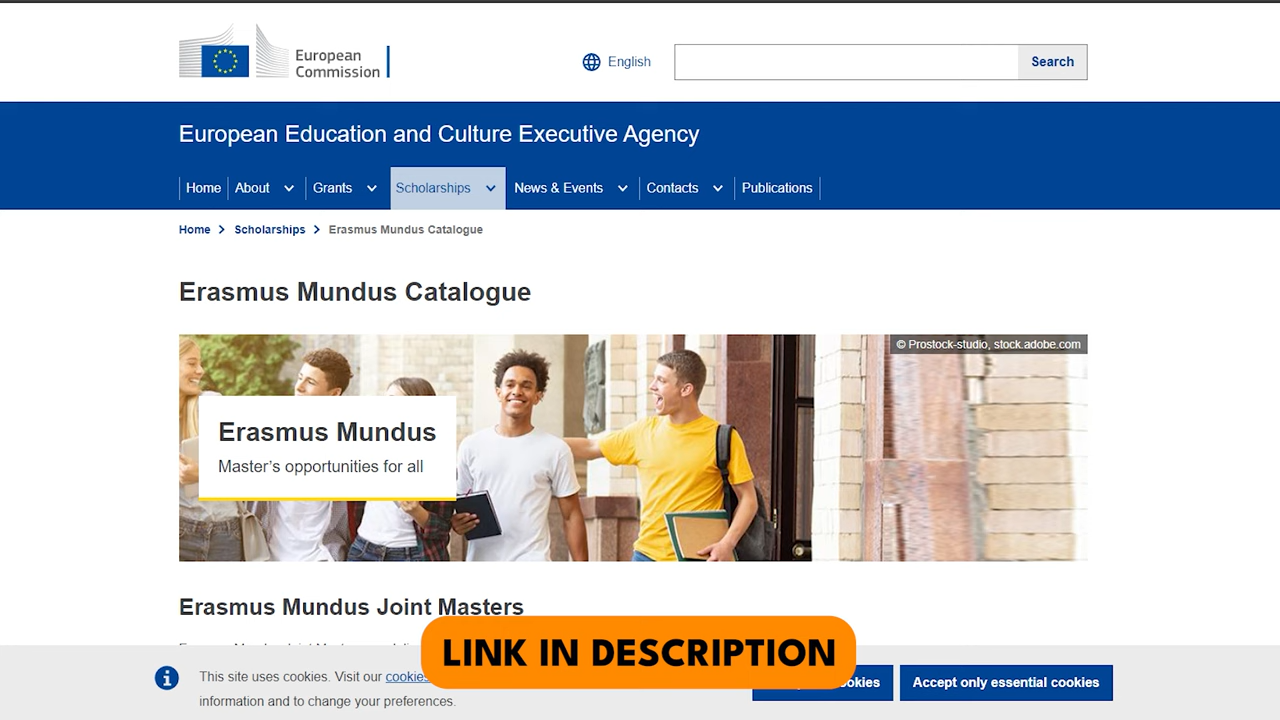 European
Commission
English
Search
European Education and Culture Executive Agency
Home
About
Grants
Scholarships
News & Events
Contacts
Publications
Home
Scholarships
Erasmus Mundus Catalogue
Erasmus Mundus Catalogue
© Prostock-studio, stock.adobe.com
Erasmus Mundus
Master's opportunities for all
Erasmus Mundus Joint Masters
LINK IN DESCRIPTION
This site uses cookies. Visit our cookies
information and to change your preferences.
Accept only essential cookies